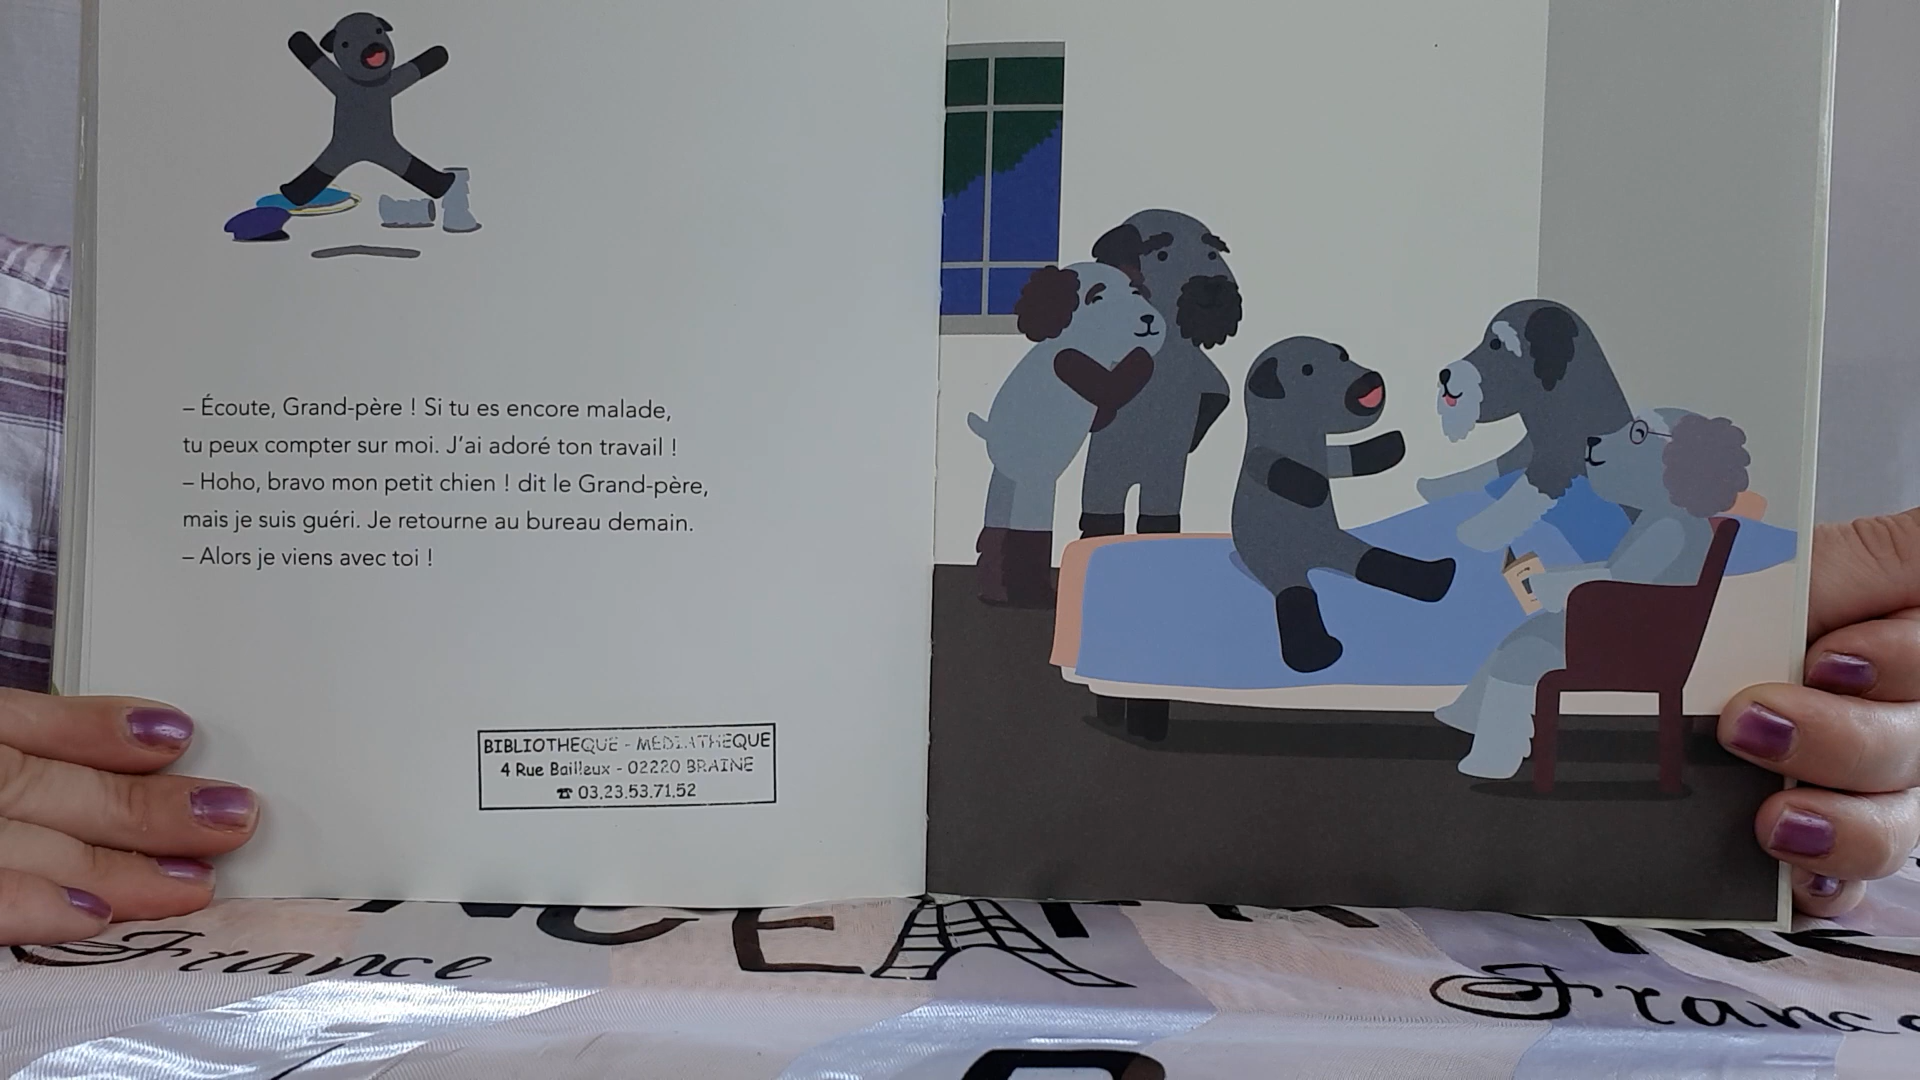 – Écoute, Grand-père ! Si tu es encore malade,
tu peux compter sur moi. J’ai adoré ton travail !
– Hoho, bravo mon petit chien ! dit le Grand-père,
mais je suis guéri. Je retourne au bureau demain.
– Alors je viens avec toi !
BIBLIOTHEQUE - MEDIATHEQUE
4 Rue Bailleux - 02220 BRAINE
☎ 03.23.53.71.52
France
France